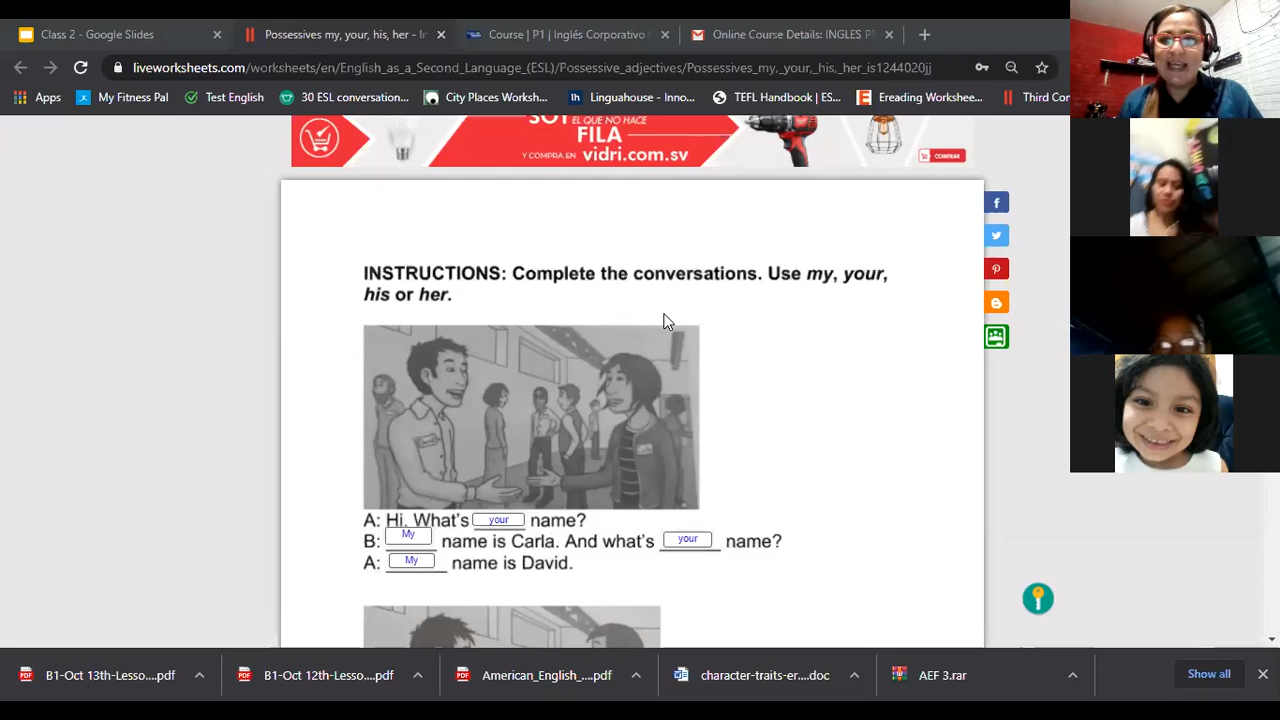 Class 2 - Google Slides
Possessives my, your, his, her - In
Course | P1 | Inglés Corporativo
Online Course Details: INGLES P
liveworksheets.com/worksheets/en/English_as_a_Second_Language_(ESL)/Possessive_adjectives/Possessives_my,_your,_his,_her_is1244020jj
Apps
My Fitness Pal
Test English
30 ESL conversation...
City Places Worksh...
Linguahouse - Inno...
TEFL Handbook | ES...
Ereading Workshee...
Third Con
SOY EL QUE NO HACE
FILA
Y COMPRA EN vidri.com.sv
COMPRAR
INSTRUCTIONS: Complete the conversations. Use my, your,
his or her.
A: Hi. What's your name?
B: My name is Carla. And what's your name?
A: My name is David.
B1-Oct 13th-Lesso....pdf
B1-Oct 12th-Lesso....pdf
American_English_....pdf
character-traits-er....doc
AEF 3.rar
Show all